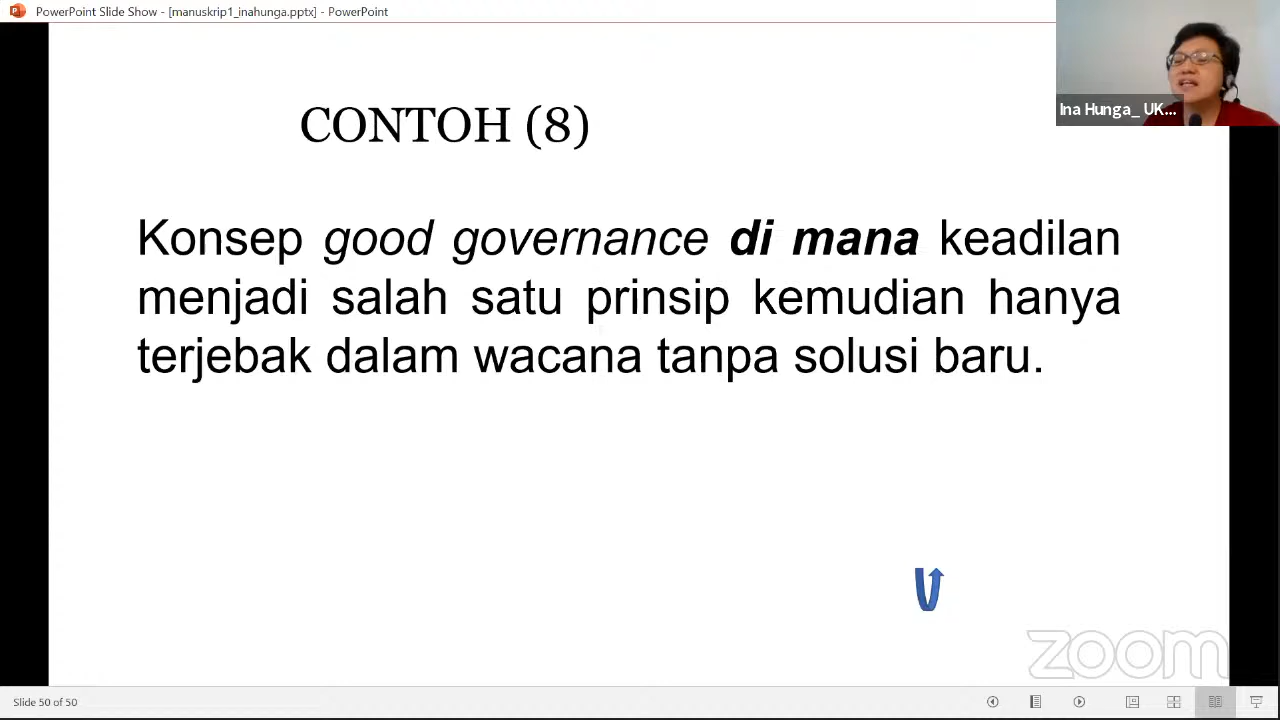 PowerPoint Slide Show - [manuskrip1_inahunga.pptx] - PowerPoint
Ina Hunga_ UK...
CONTOH (8)
Konsep good governance di mana keadilan
menjadi salah satu prinsip kemudian hanya
terjebak dalam wacana tanpa solusi baru.
zoom
Slide 50 of 50